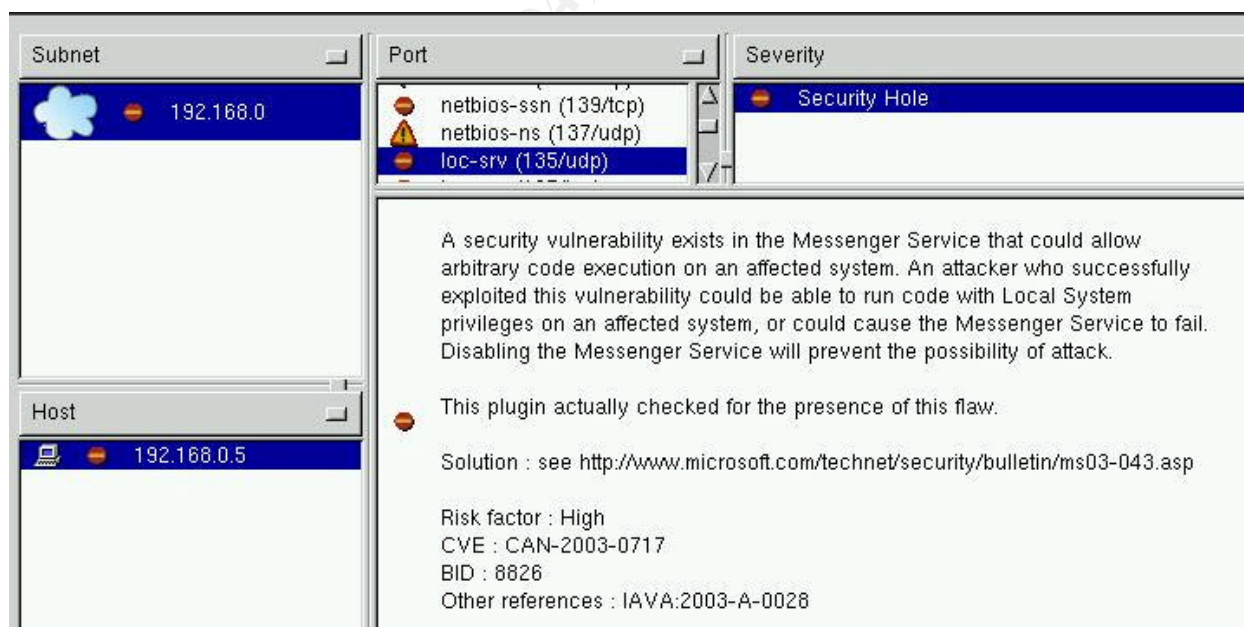 Subnet
Port
Severity
192.168.0
netbios-ssn (139/tcp)
netbios-ns (137/udp)
loc-srv (135/udp)
Security Hole
A security vulnerability exists in the Messenger Service that could allow
arbitrary code execution on an affected system. An attacker who successfully
exploited this vulnerability could be able to run code with Local System
privileges on an affected system, or could cause the Messenger Service to fail.
Disabling the Messenger Service will prevent the possibility of attack.
This plugin actually checked for the presence of this flaw.
Solution : see http://www.microsoft.com/technet/security/bulletin/ms03-043.asp
Risk factor : High
CVE : CAN-2003-0717
BID : 8826
Other references : IAVA:2003-A-0028
Host
192.168.0.5